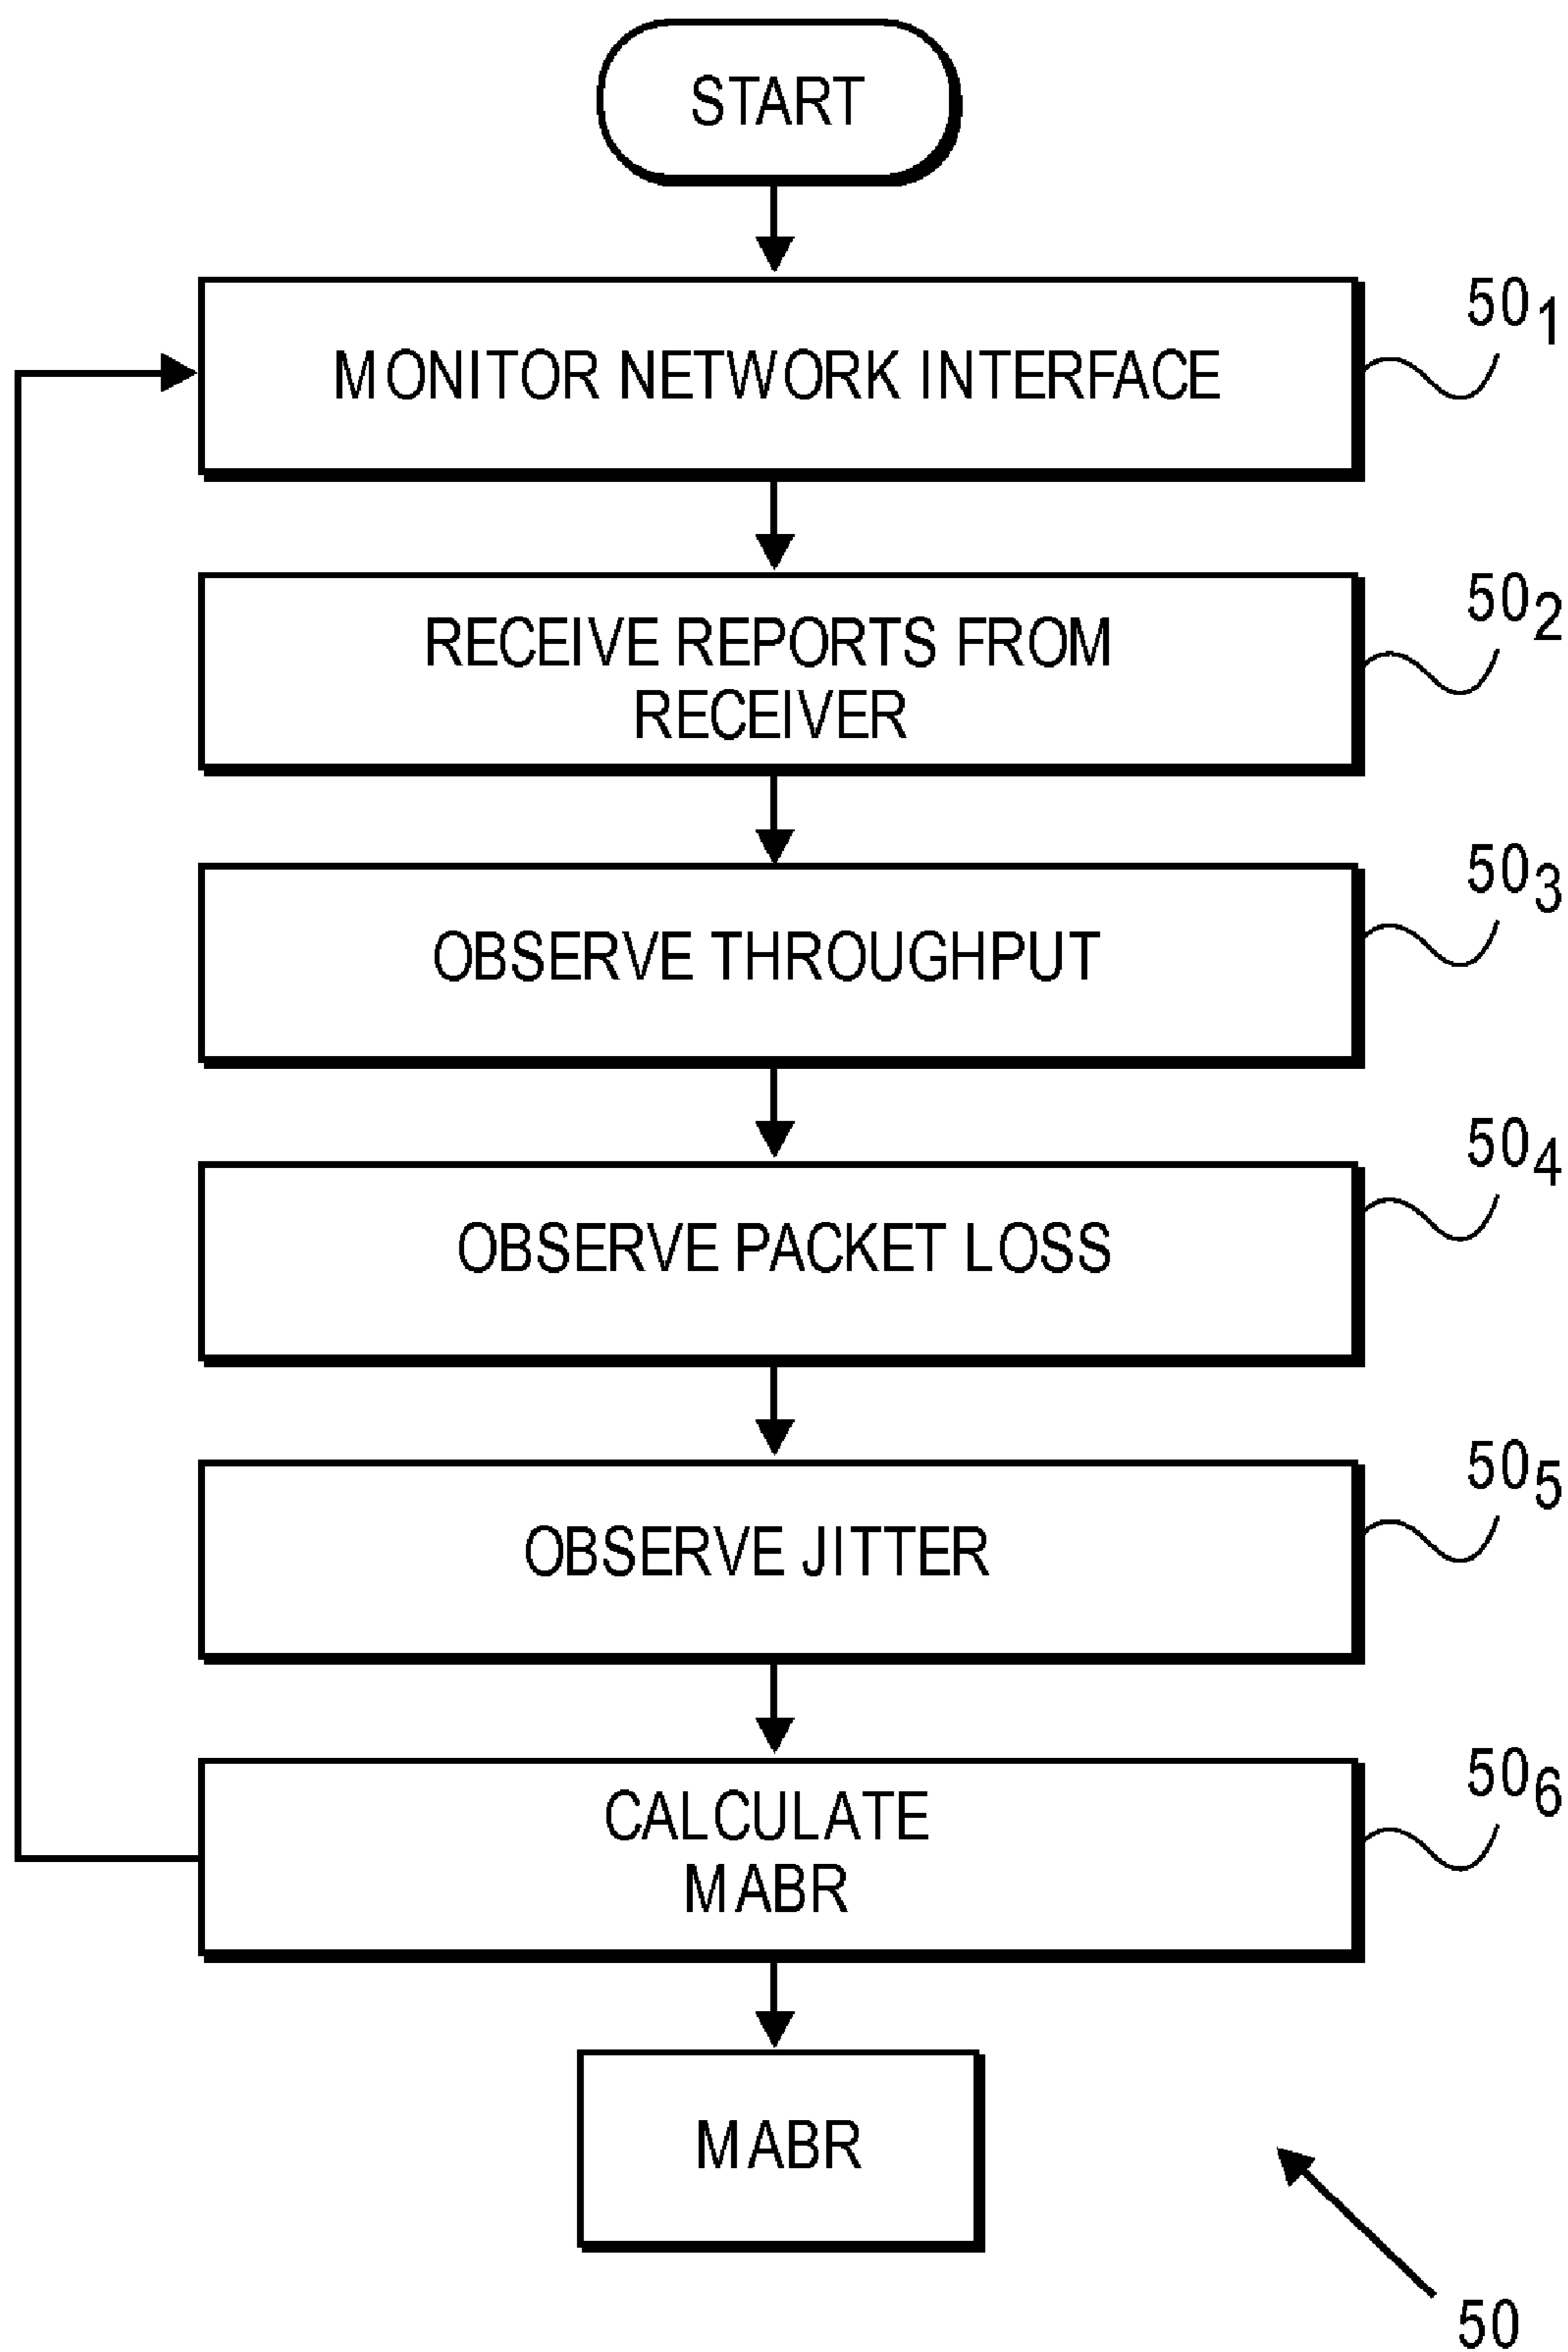 START
MONITOR NETWORK INTERFACE
50₁
RECEIVE REPORTS FROM
RECEIVER
50₂
OBSERVE THROUGHPUT
50₃
OBSERVE PACKET LOSS
50₄
OBSERVE JITTER
50₅
CALCULATE
MABR
50₆
MABR
50